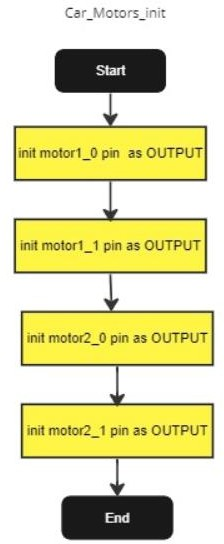 Car_Motors_init
Start
init motor1_0 pin as OUTPUT
init motor1_1 pin as OUTPUT
init motor2_0 pin as OUTPUT
init motor2_1 pin as OUTPUT
End